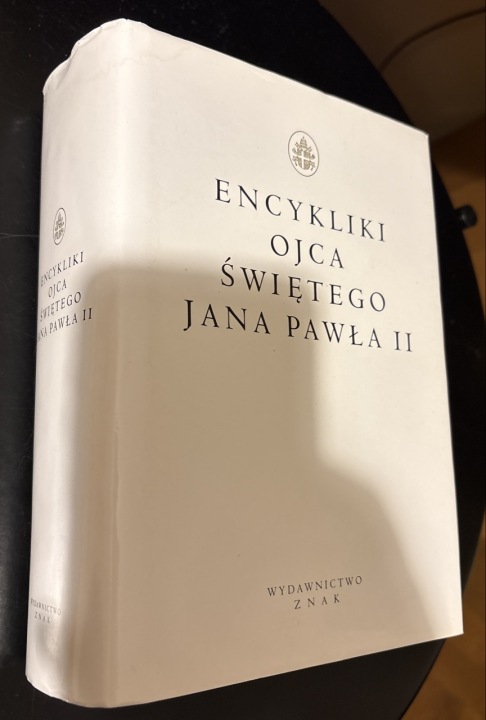 ENCYKLIKI
OJCA
ŚWIĘTEGO
JANA PAWŁA II
WYDAWNICTWO
ZNAK
ENCYKLIKI
OJCA
ŚWIĘTEGO
JANA PAWŁA II
WYDAWNICTWO
ZNAK